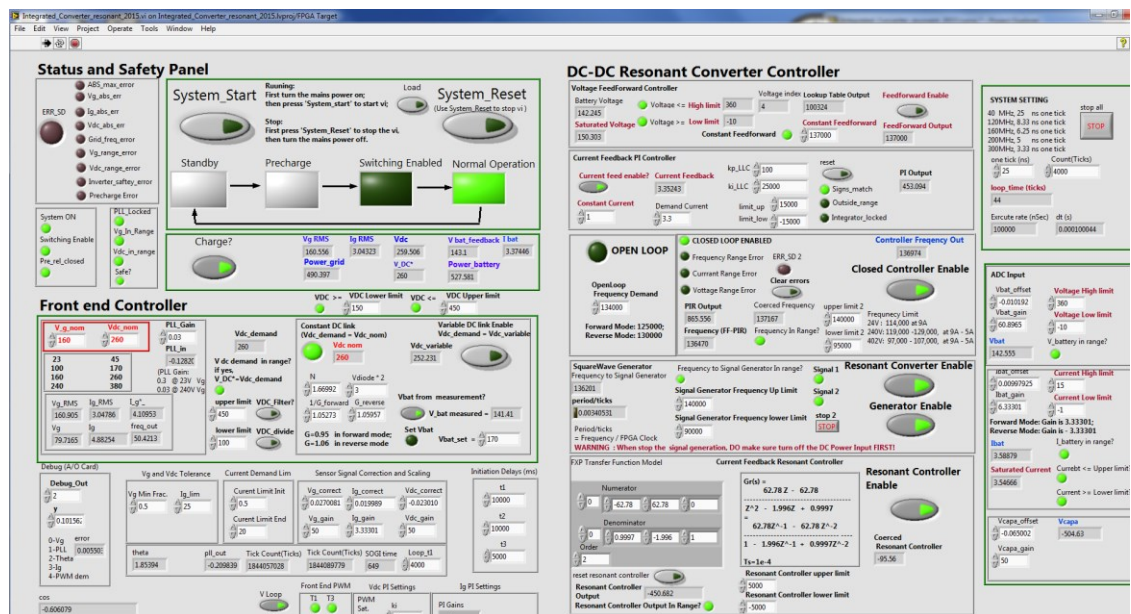 Integrated_Converter_resonant_2015.vi on Integrated_Converter_resonant_2015.lvproj/FPGA Target
File Edit View Project Operate Tools Window Help
Status and Safety Panel
ERR_SD
ABS_max_error
Vg_abs_err
Ig_abs_err
Vdc_abs_err
Grid_freq_error
Vg_range_error
Vdc_range_error
Inverter_saftey_error
Precharge Error
System_Start
Running:
First turn the mains power on;
then presss 'System_start' to start vi;
Stop:
First press 'System_Reset' to stop the vi,
then turn the mains power off.
Load
System_Reset
(Use System_Reset to stop vi )
Standby Precharge Switching Enabled Normal Operation
System ON
Switching Enable
Pre_rel_closed
PLL_Locked
Vg_In_Range
Vdc_in_range
Safe?
Charge?
Vg RMS Ig RMS Vdc V bat_feedback I bat
160.556 3.04323 259.506 143.1 3.37446
Power_grid V_DC* Power_battery
490.397 260 527.581
Front end Controller
VDC >= VDC Lower limit VDC <= VDC Upper limit
150 450
V_g_nom Vdc_nom
160 260
23 45
100 170
160 260
240 380
PLL_Gain
0.03
PLL_in
-0.12820
(PLL Gain:
0.3 @ 23V Vg
0.03 @ 240V Vg
Vg_RMS Ig_RMS I_g*_
160.905 3.04786 4.10953
Vg Ig freq_out
79.7165 4.88254 50.4213
Vdc_demand
260
V dc demand in range?
if yes,
V_DC*=Vdc_demand
upper limit VDC_Filter?
450
lower limit VDC_divide
100
Constant DC link
(Vdc_demand = Vdc_nom)
Vdc nom
260
Variable DC link Enable
Vdc_demand = Vdc_variable
Vdc_variable
252.231
N Vdiode * 2
1.66992 3
1/G_forward G_reverse
1.05273 1.05957
G=0.95 in forward mode;
G=1.06 in reverse mode
Vbat from measurement?
V_bat measured = 141.41
Set Vbat
Vbat_set = 170
Debug (A/O Card)
Debug_Out
2
y
0.10156
0-Vg error
1-PLL 0.00550
2-Theta
3-Ig
4-PWM dem
Vg and Vdc Tolerance
Vg Min Frac. Ig_lim
0.5 25
Current Demand Lim
Curent Limit Init
0.5
Curent Limit End
20
Sensor Signal Correction and Scaling
Vg_correct Ig_correct Vdc_correct
0.0270081 0.019989 -0.023010
Vg_gain Ig_gain Vdc_gain
50 3.33301 50
Initiation Delays (ms)
t1
10000
t2
10000
t3
5000
theta pll_out Tick Count(Ticks) Tick Count(Ticks) SOGI time Loop_t1
1.85394 -0.209839 1844057028 1844089779 649 4000
cos
-0.606079
V Loop
Front End PWM Vdc PI Settings Ig PI Settings
T1 T3 PWM Set. ki PI Gains
DC-DC Resonant Converter Controller
Voltage FeedForward Controller
Battery Voltage
142.245
Saturated Voltage
150.303
Voltage <= High limit 360
Voltage >= Low limit -10
Voltage index Lookup Table Output
4 100324
Feedforward Enable
Constant Feedforward
Constant Feedforward
137000
FeedForward Output
137000
Current Feedback PI Controller
Current feed enable? Current Feedback
3.35243
Constant Current Demand Current
1 3.3
kp_LLC 100
ki_LLC 25000
limit_up 15000
limit_low -15000
reset
Signs_match
Outside_range
Integrator_locked
PI Output
453.094
OPEN LOOP
OpenLoop
Frequency Demand
134000
Forward Mode: 125000;
Reverse Mode: 130000
CLOSED LOOP ENABLED
Frequency Range Error
Currrant Range Error
Vottage Range Error
ERR_SD 2
Clear errors
Controller Freqency Out
136974
Closed Controller Enable
PIR Output Coerced Frequency
865.556 137167
Frequency (FF-PIR) Frequency In Range?
136470
upper limit 2
140000
lower limit 2
95000
Frequency Limit
24V : 114,000 at 9A
240V: 119,000 -129,000, at 9A - 5A
402V: 97,000 -107,000, at 9A - 5A
SquareWave Generator
Frequency to Signal Generator
136201
period/ticks
0.00340531
Period/ticks
= Frequency / FPGA Clock
Frequency to Signal Generator In range?
Signal Generator Frequency Up Limit
140000
Signal Generator Frequency lower Limit
90000
Signal 1
Signal 2
stop 2
STOP
Resonant Converter Enable
Generator Enable
WARNING : When stop the signal generation, DO make sure turn off the DC Power Input FIRST!
FXP Transfer Function Model
Numerator
0 -62.78 62.78 0
Denominator
0 0.9997 -1.996 1
Order
2
Current Feedback Resonant Controller
Gr(s) =
62.78 Z - 62.78
Z^2 - 1.996Z + 0.9997
=
62.78Z^-1 - 62.78 Z^-2
1 - 1.996Z^-1 + 0.9997Z^-2
Ts=1e-4
Resonant Controller
Enable
Coerced
Resonant Controller
-95.56
reset resonant controller
Resonant Controller
Output -450.682
Resonant Controller Output In Range?
Resonant Controller upper limit
5000
Resonant Controller lower limit
-5000
SYSTEM SETTING
40 MHz, 25 ns one tick
120MHz, 8.33 ns one tick
160MHz, 6.25 ns one tick
200MHz, 5 ns one tick
300MHz, 3.33 ns one tick
stop all
STOP
one tick (ns) Count(Ticks)
25 4000
loop_time (ticks)
44
Exrcute rate (nSec) dt (s)
100000 0.000100044
ADC Input
Vbat_offset
-0.010192
Vbat_gain
60.8965
Vbat
142.555
Voltage High limit
360
Voltage Low limit
-10
V_battery in range?
Ibat_offset
0.00997925
Ibat_gain
6.33301
Current High limit
15
Current Low limit
-1
Forward Mode: Gain is 3.33301;
Reverse Mode: Gain is - 3.33301
Ibat
3.58879
I_battery in range?
Saturated Current
3.54666
Currebt <= Upper limit?
Current >= Lower limit?
Vcapa_offset
-0.065002
Vcapa
-504.63
Vcapa_gain
50